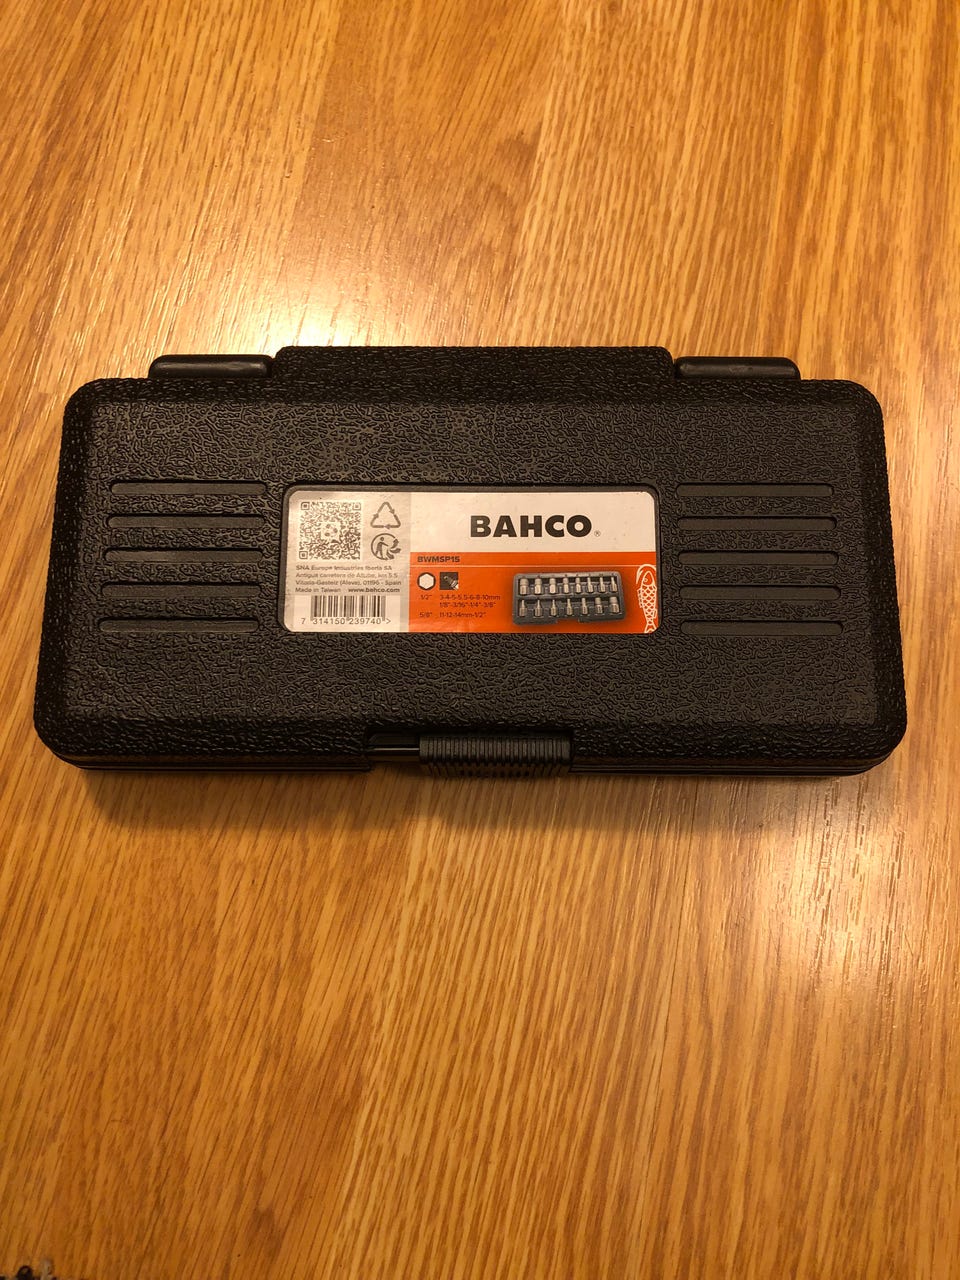 BAHCO®
BWMSP15
SNA Europe Industries Iberia SA
Antigua carretera de Altube, km 5.5
Vitoria-Gasteiz (Alava), 01196 - Spain
Made in Taiwan www.bahco.com
7 314150 239740 >
1/2" 3-4-5-5.5-6-8-10mm
1/8"-3/16"-1/4"-3/8"
5/8" 11-12-14mm-1/2"